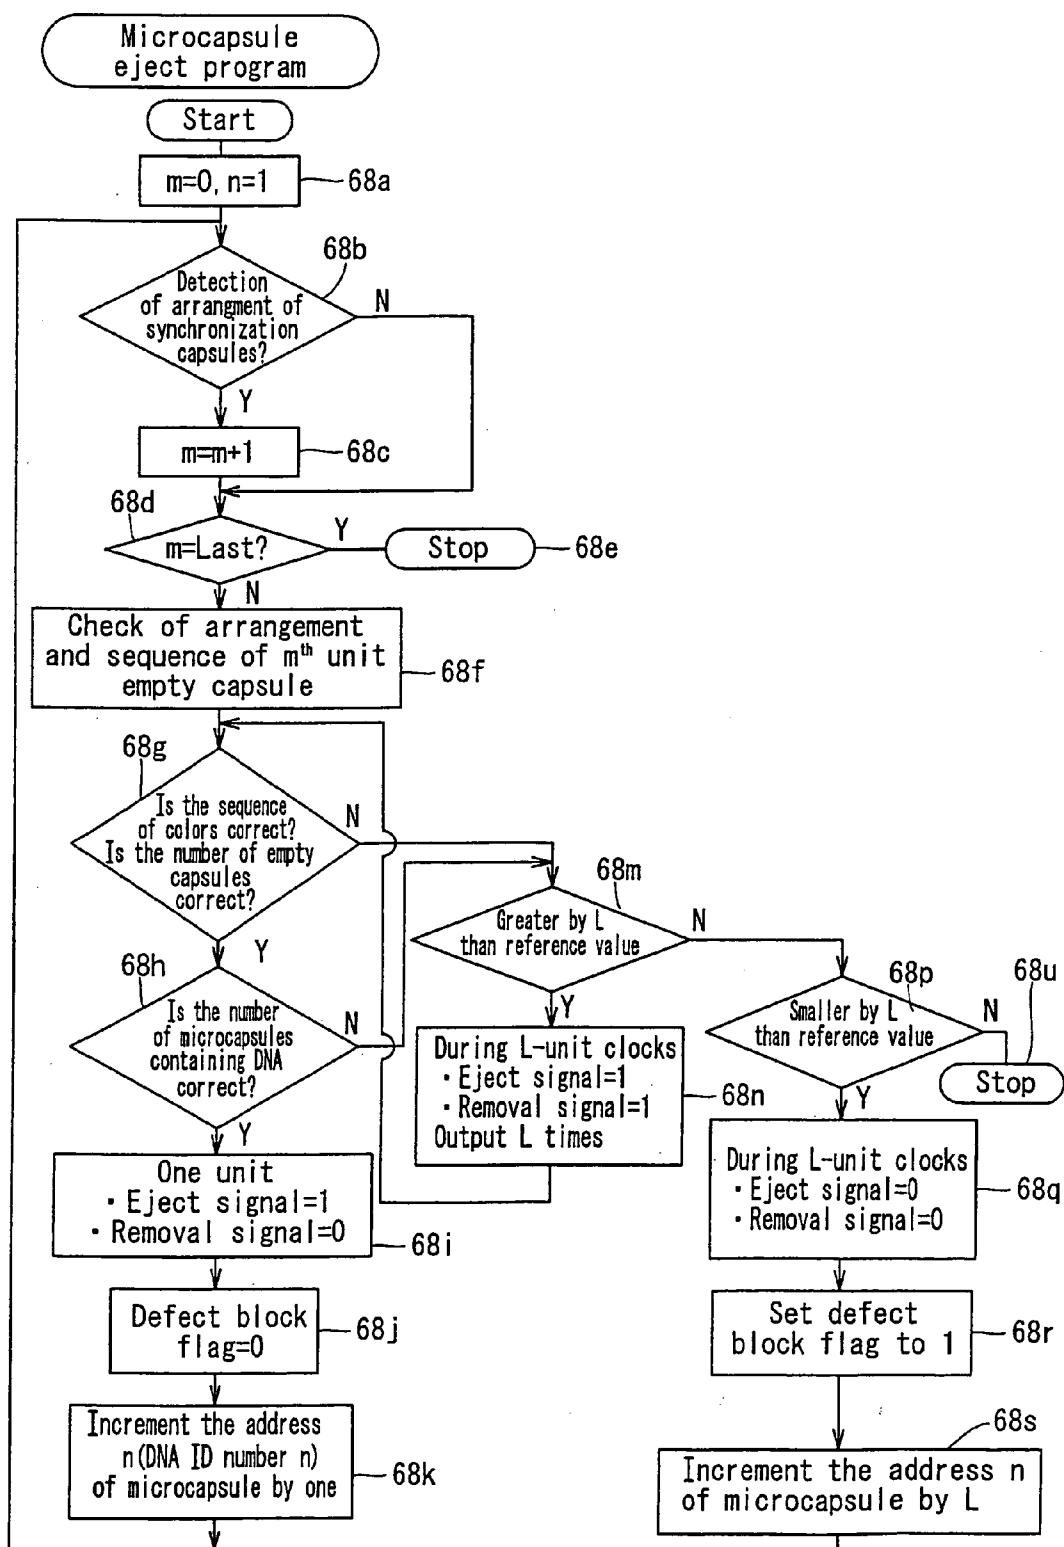 Microcapsule
eject program
Start
m=0, n=1
68a
68b
Detection
of arrangment of
synchronization
capsules?
N
Y
m=m+1
68c
68d
m=Last?
Y
Stop
68e
N
Check of arrangement
and sequence of mth unit
empty capsule
68f
68g
Is the sequence
of colors correct?
Is the number of empty
capsules
correct?
N
Y
68m
Greater by L
than reference value
N
Y
68h
Is the number
of microcapsules
containing DNA
correct?
N
Y
68p
Smaller by L
than reference value
N
68u
Stop
Y
During L-unit clocks
・Eject signal=1
・Removal signal=1
Output L times
68n
One unit
・Eject signal=1
・Removal signal=0
68i
During L-unit clocks
・Eject signal=0
・Removal signal=0
68q
Defect block
flag=0
68j
Set defect
block flag to 1
68r
Increment the address
n(DNA ID number n)
of microcapsule by one
68k
68s
Increment the address n
of microcapsule by L